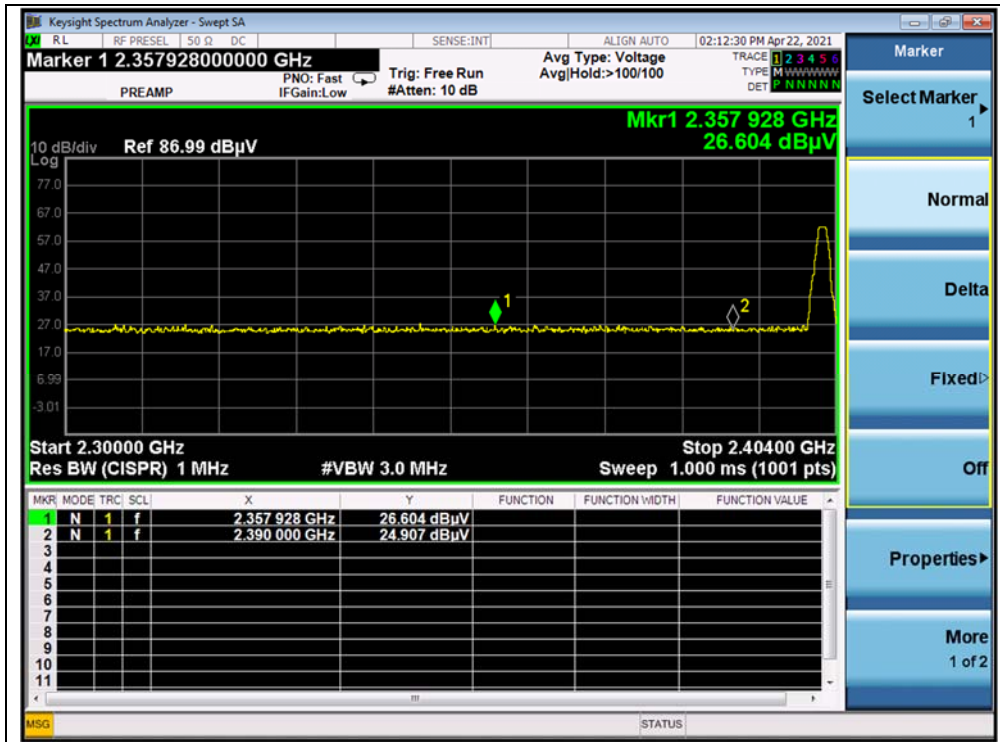 Keysight Spectrum Analyzer - Swept SA
LXI RL RF PRESEL 50 Ω DC SENSE:INT ALIGN AUTO 02:12:30 PM Apr 22, 2021
Marker 1 2.357928000000 GHz
PREAMP
PNO: Fast
IFGain:Low
Trig: Free Run
#Atten: 10 dB
Avg Type: Voltage
Avg|Hold:>100/100
TRACE 1 2 3 4 5 6
TYPE M WWWWW
DET P N N N N N
Mkr1 2.357 928 GHz
26.604 dBµV
10 dB/div Ref 86.99 dBµV
Log
77.0
67.0
57.0
47.0
37.0
27.0
17.0
6.99
-3.01
1
2
Start 2.30000 GHz Stop 2.40400 GHz
Res BW (CISPR) 1 MHz #VBW 3.0 MHz Sweep 1.000 ms (1001 pts)
MKR MODE TRC SCL X Y FUNCTION FUNCTION WIDTH FUNCTION VALUE
1 N 1 f 2.357 928 GHz 26.604 dBµV
2 N 1 f 2.390 000 GHz 24.907 dBµV
3
4
5
6
7
8
9
10
11
MSG STATUS
Marker
Select Marker
1
Normal
Delta
Fixed
Off
Properties
More
1 of 2